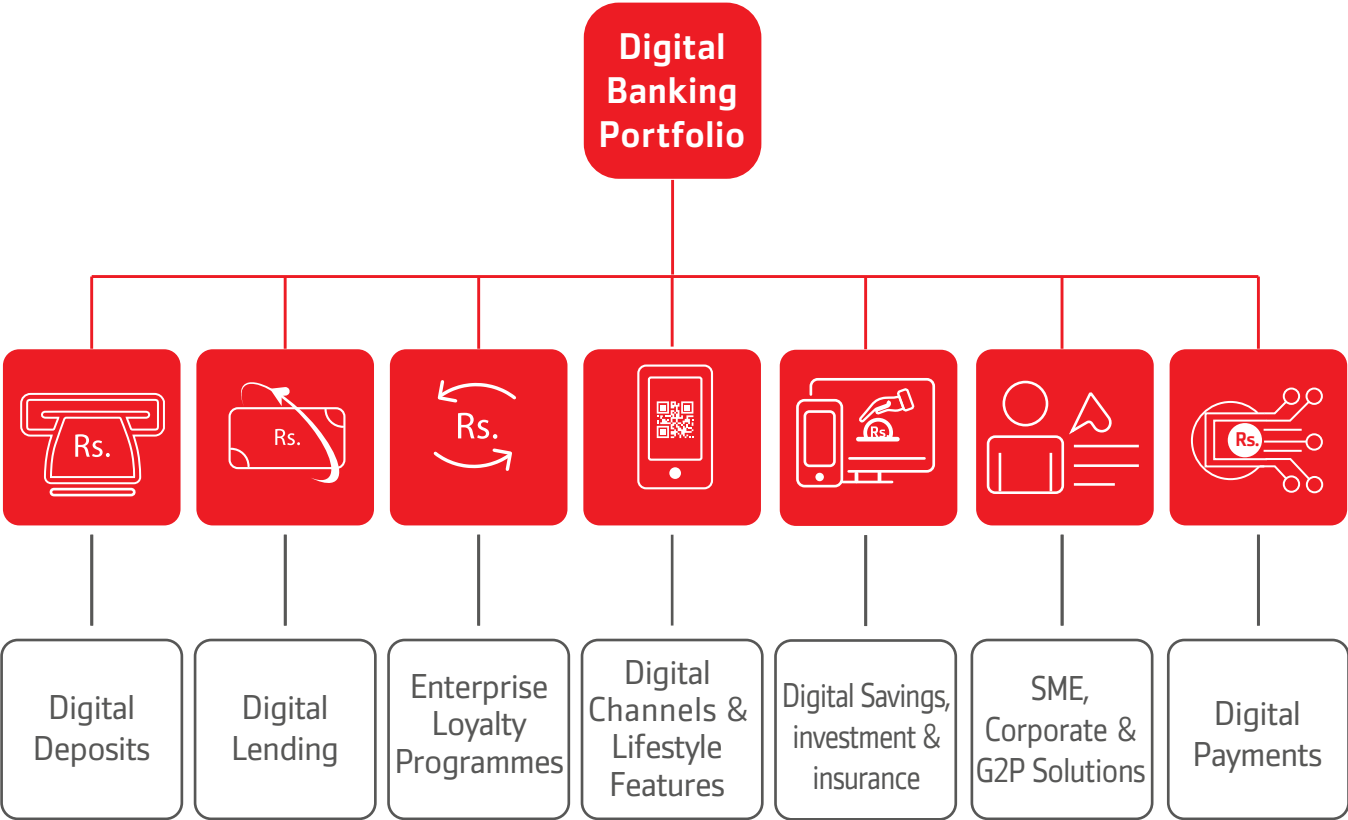 Digital
Banking
Portfolio
Rs.
Rs.
Rs.
Rs.
Rs.
Digital
Deposits
Digital
Lending
Enterprise
Loyalty
Programmes
Digital
Channels &
Lifestyle
Features
Digital Savings,
investment &
insurance
SME,
Corporate &
G2P Solutions
Digital
Payments